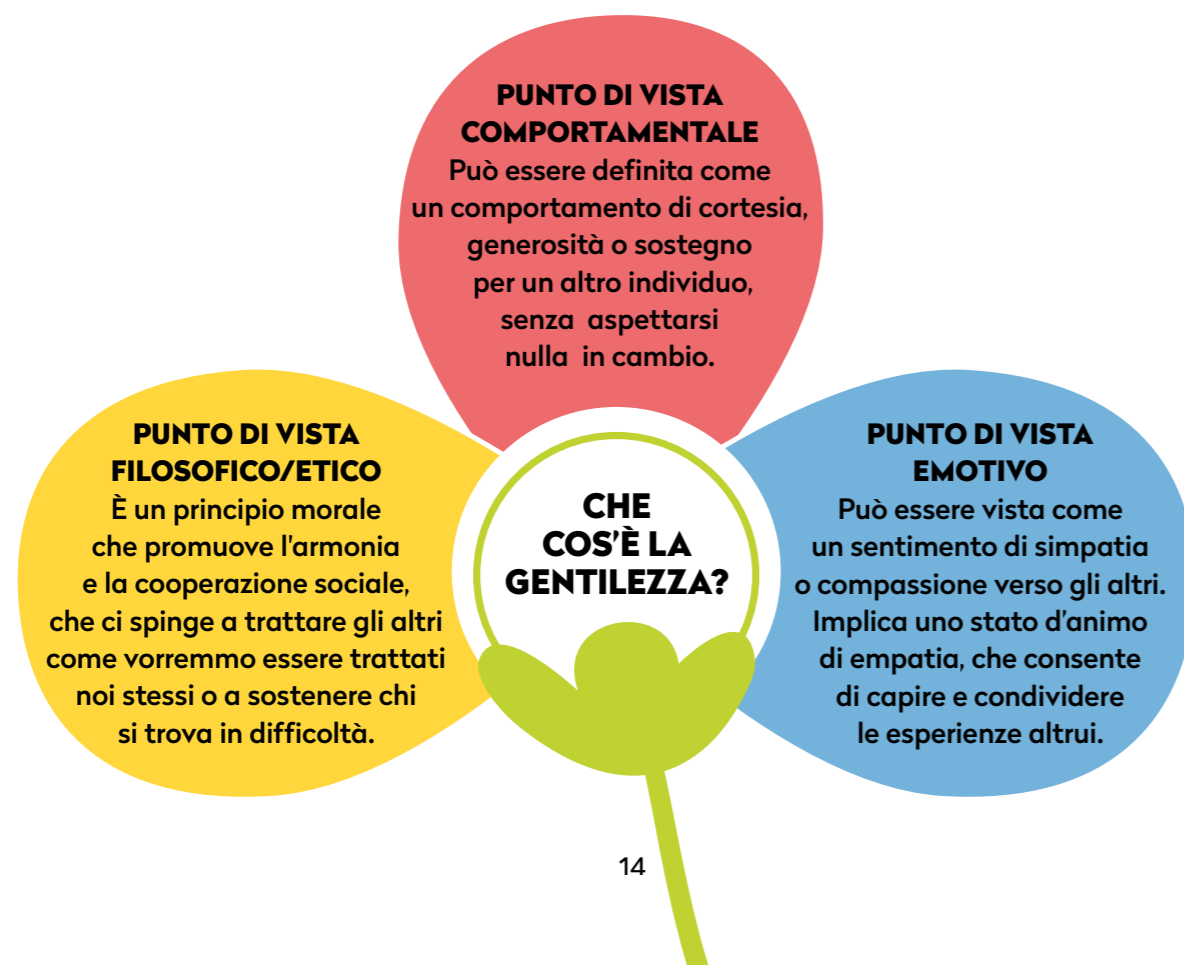 PUNTO DI VISTA
COMPORTAMENTALE
Può essere definita come
un comportamento di cortesia,
generosità o sostegno
per un altro individuo,
senza aspettarsi
nulla in cambio.
PUNTO DI VISTA
FILOSOFICO/ETICO
È un principio morale
che promuove l'armonia
e la cooperazione sociale,
che ci spinge a trattare gli altri
come vorremmo essere trattati
noi stessi o a sostenere chi
si trova in difficoltà.
CHE
COS'È LA
GENTILEZZA?
PUNTO DI VISTA
EMOTIVO
Può essere vista come
un sentimento di simpatia
o compassione verso gli altri.
Implica uno stato d'animo
di empatia, che consente
di capire e condividere
le esperienze altrui.
14